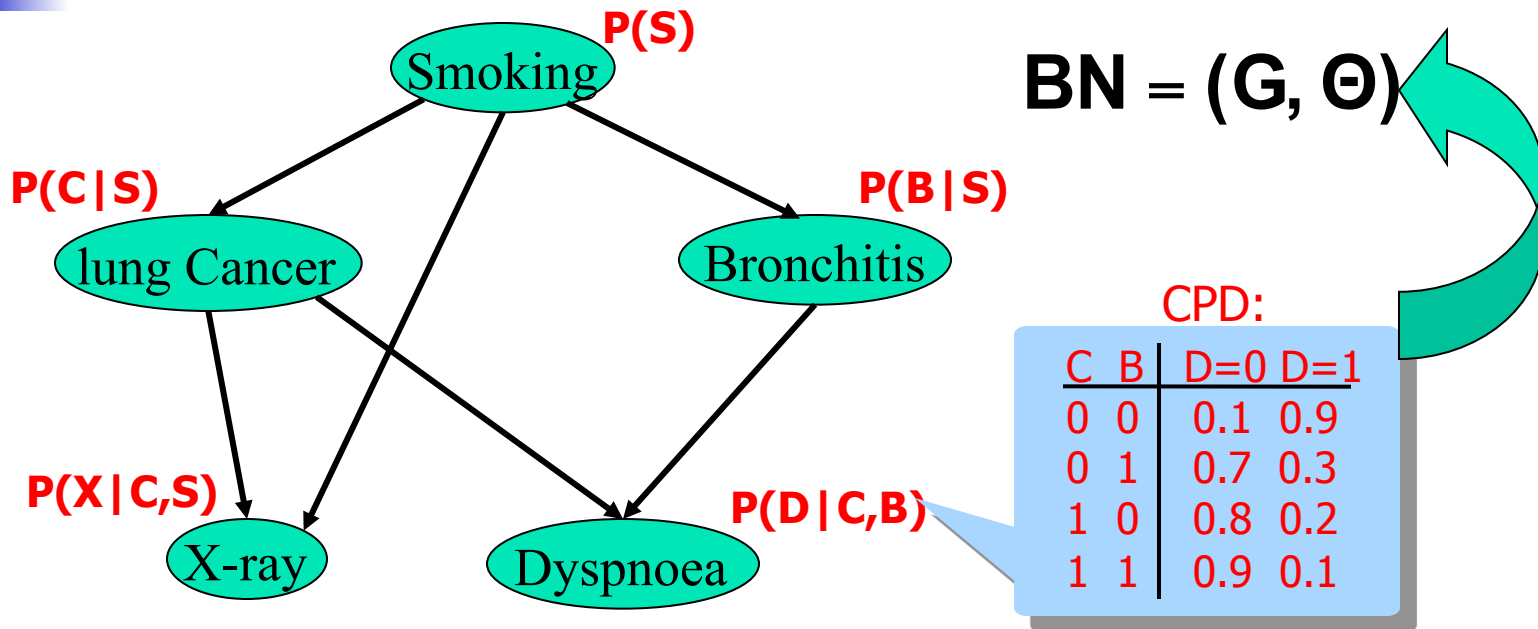 P(S)
Smoking
BN = (G, Θ)
P(C|S)
P(B|S)
lung Cancer
Bronchitis
CPD:
C B D=0 D=1
0 0 0.1 0.9
0 1 0.7 0.3
1 0 0.8 0.2
1 1 0.9 0.1
P(X|C,S)
P(D|C,B)
X-ray
Dyspnoea